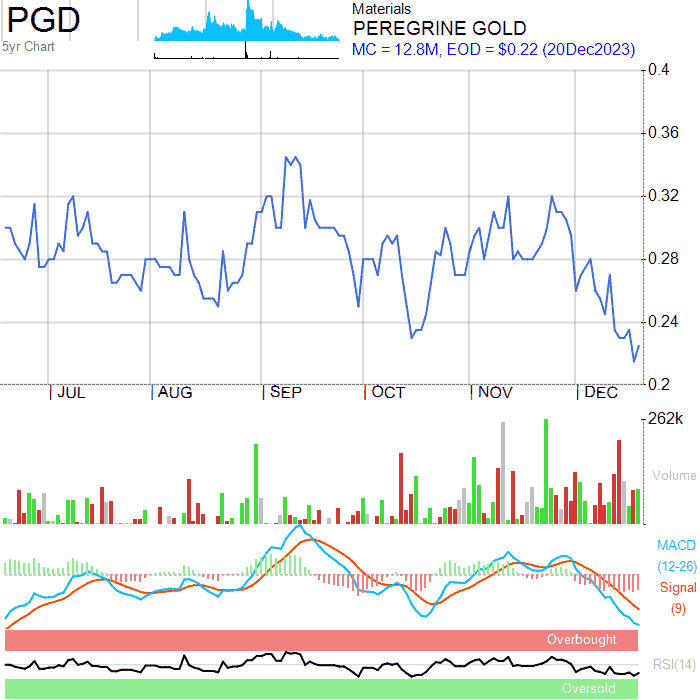 PGD
5yr Chart
Materials
PEREGRINE GOLD
MC = 12.8M, EOD = $0.22 (20Dec2023)
0.4
0.36
0.32
0.28
0.24
0.2
JUL AUG SEP OCT NOV DEC
262k
Volume
MACD
(12-26)
Signal
(9)
Overbought
RSI(14)
Oversold